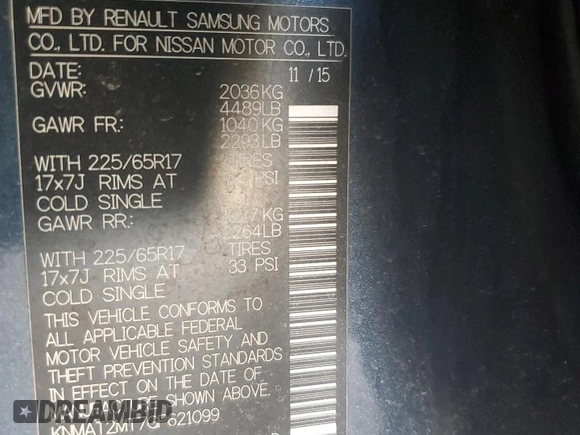 MFD BY RENAULT SAMSUNG MOTORS
CO., LTD. FOR NISSAN MOTOR CO., LTD.
DATE: 11 / 15
GVWR: 2036 KG
4489 LB
GAWR FR: 1040 KG
2293 LB
WITH 225/65R17 TIRES
17x7J RIMS AT PSI
COLD SINGLE
GAWR RR: KG
2264 LB
WITH 225/65R17 TIRES
17x7J RIMS AT 33 PSI
COLD SINGLE
THIS VEHICLE CONFORMS TO
ALL APPLICABLE FEDERAL
MOTOR VEHICLE SAFETY AND
THEFT PREVENTION STANDARDS
IN EFFECT ON THE DATE OF
SHOWN ABOVE.
621099
EpicVIN.com